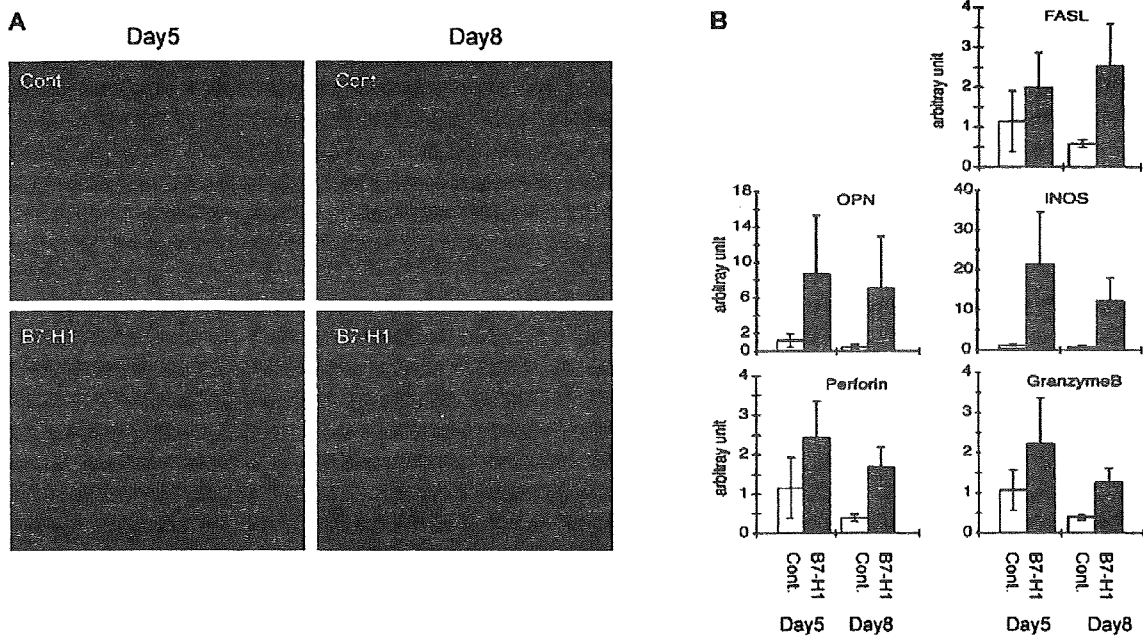 A
Day5
Day8
Cont
Cont
B7-H1
B7-H1
B
FASL
arbitray unit
4
3
2
1
0
OPN
arbitray unit
18
14
10
6
2
0
INOS
40
30
20
10
0
Perforin
arbitray unit
4
3
2
1
0
GranzymeB
4
3
2
1
0
Cont.
B7-H1
Cont.
B7-H1
Day5
Day8
Cont.
B7-H1
Cont.
B7-H1
Day5
Day8